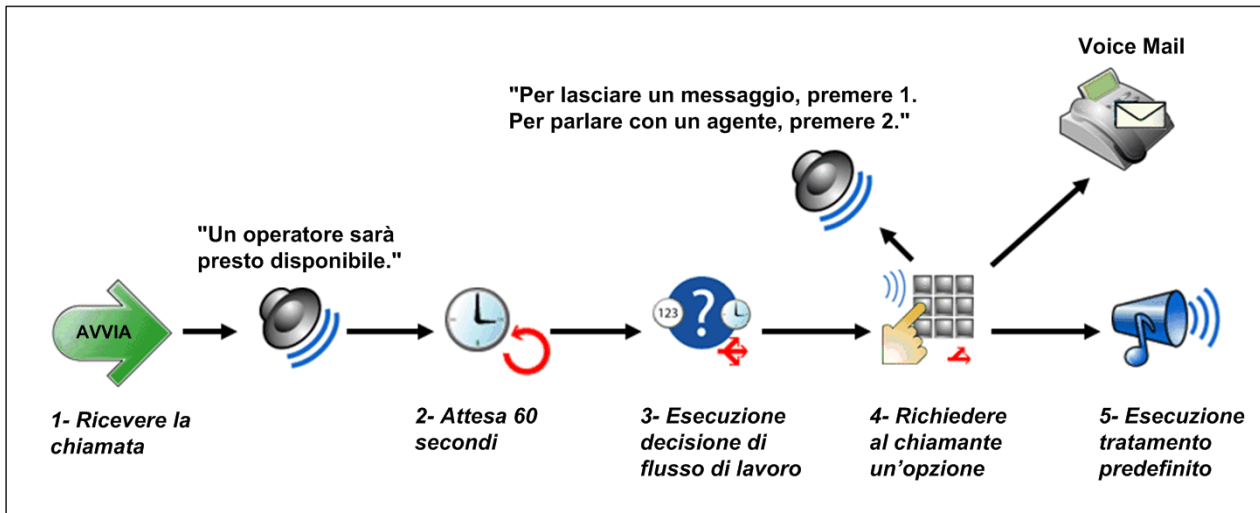 Voice Mail
"Per lasciare un messaggio, premere 1.
Per parlare con un agente, premere 2."
"Un operatore sarà
presto disponibile."
AVVIA
123
1- Ricevere la
chiamata
2- Attesa 60
secondi
3- Esecuzione
decisione di
flusso di lavoro
4- Richiedere
al chiamante
un'opzione
5- Esecuzione
tratamento
predefinito